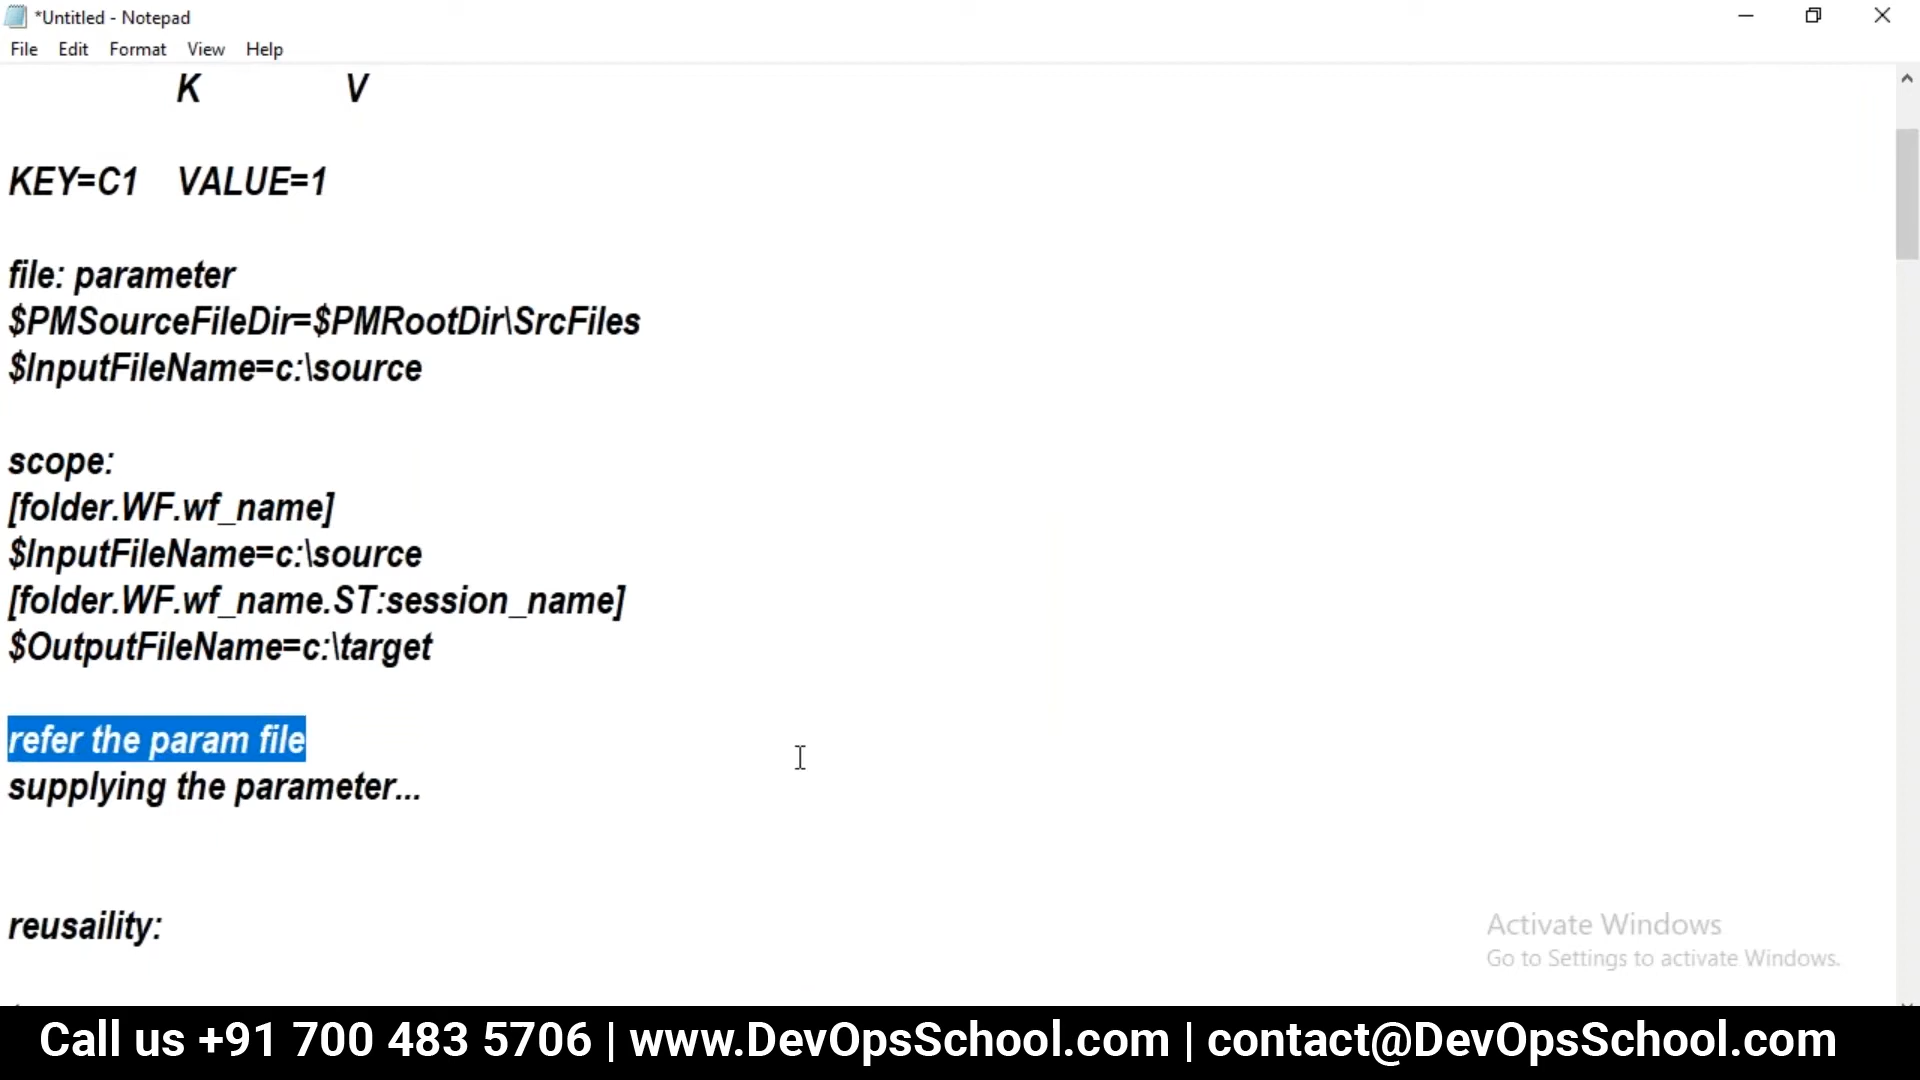 *Untitled - Notepad
File Edit Format View Help
K V
KEY=C1 VALUE=1
file: parameter
$PMSourceFileDir=$PMRootDir\SrcFiles
$InputFileName=c:\source
scope:
[folder.WF.wf_name]
$InputFileName=c:\source
[folder.WF.wf_name.ST:session_name]
$OutputFileName=c:\target
refer the param file
supplying the parameter...
reusaility:
Activate Windows
Go to Settings to activate Windows.
Call us +91 700 483 5706 | www.DevOpsSchool.com | contact@DevOpsSchool.com